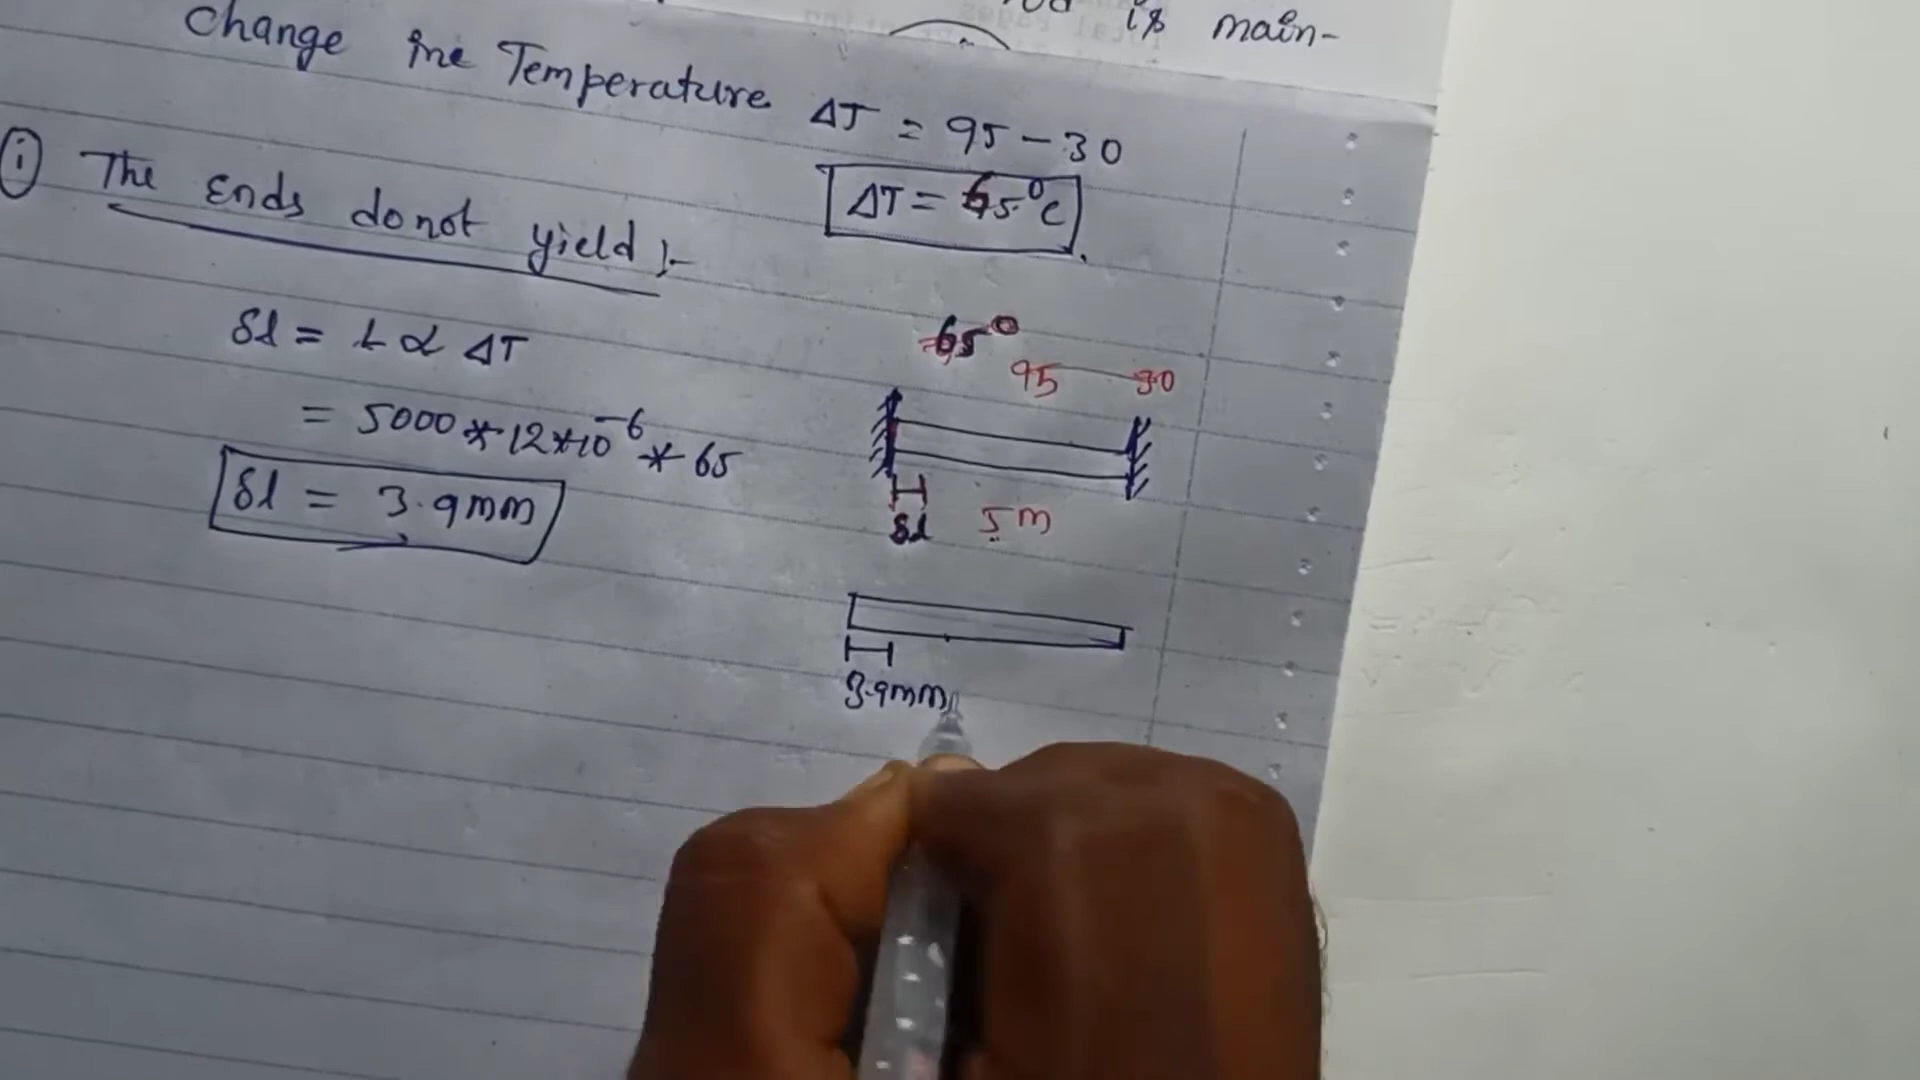 is main-
Change ine Temperature ΔT = 95 - 30
ΔT = 65°C
i The Ends donot yield :-
δl = L α ΔT
= 5000 * 12 * 10⁻⁶ * 65
δl = 3.9mm
65°
95 30
δl 5m
3.9mm